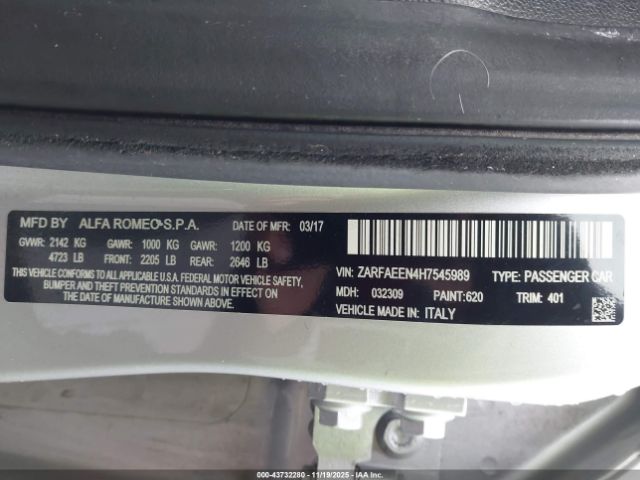 MFD BY ALFA ROMEO S.P.A. DATE OF MFR: 03/17
GVWR: 2142 KG GAWR: 1000 KG GAWR: 1200 KG
4723 LB FRONT: 2205 LB REAR: 2646 LB
THIS VEHICLE CONFORMS TO ALL APPLICABLE U.S.A. FEDERAL MOTOR VEHICLE SAFETY,
BUMPER AND THEFT PREVENTION STANDARDS IN EFFECT ON
THE DATE OF MANUFACTURE SHOWN ABOVE.
VIN: ZARFAEEN4H7545989 TYPE: PASSENGER CAR
MDH: 032309 PAINT: 620 TRIM: 401
VEHICLE MADE IN: ITALY
000-43732280 - 11/19/2025 - IAAI.COM